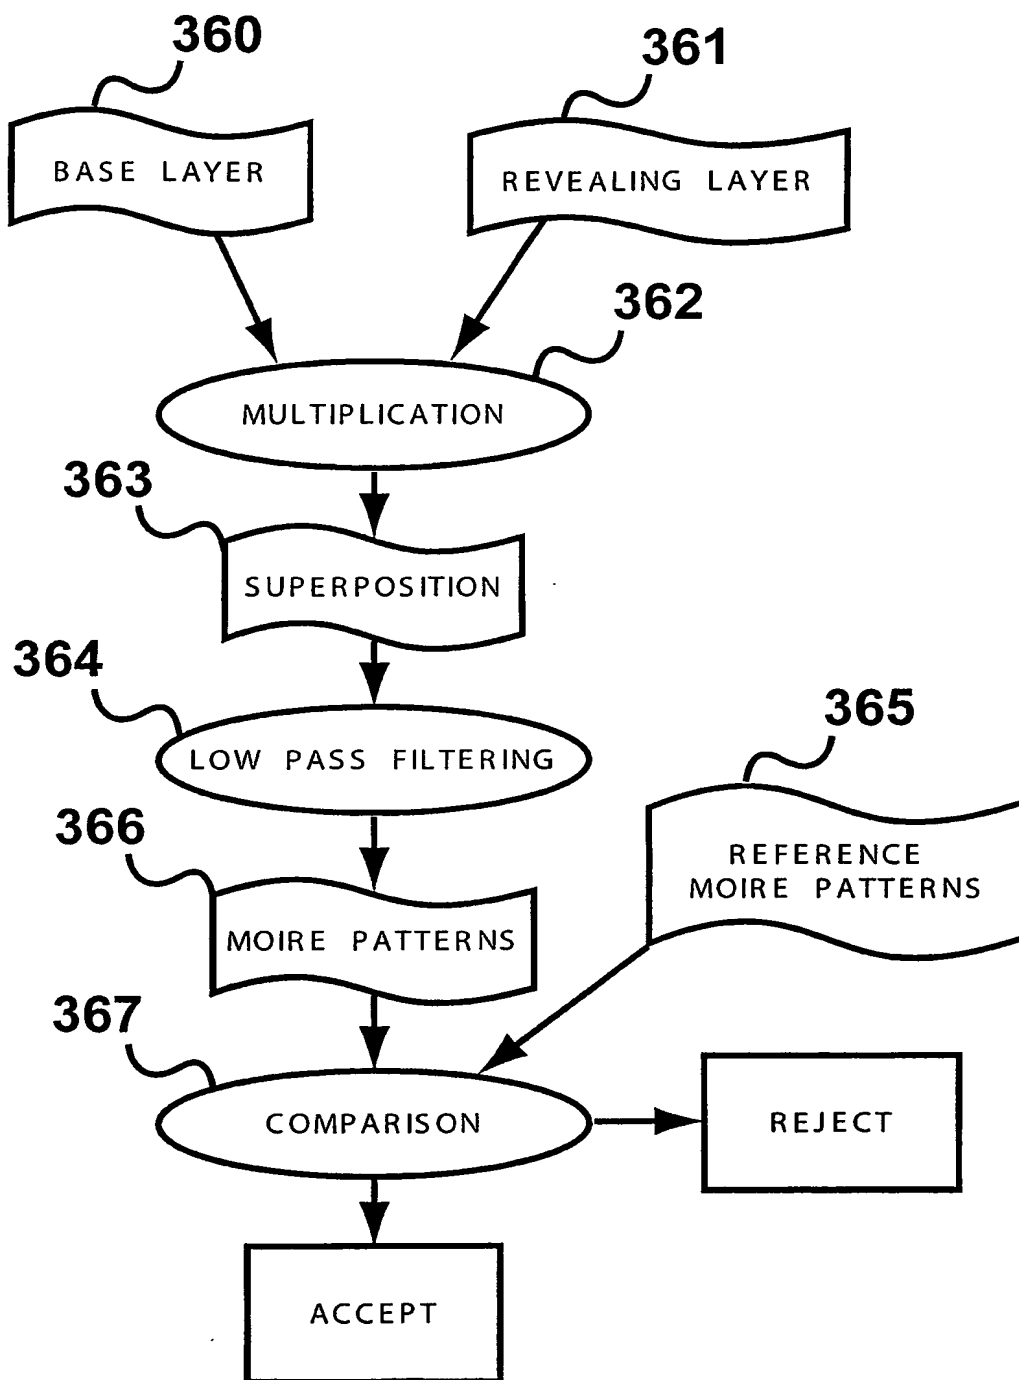 360
361
BASE LAYER
REVEALING LAYER
362
MULTIPLICATION
363
SUPERPOSITION
364
LOW PASS FILTERING
365
366
REFERENCE
MOIRE PATTERNS
MOIRE PATTERNS
367
COMPARISON
REJECT
ACCEPT